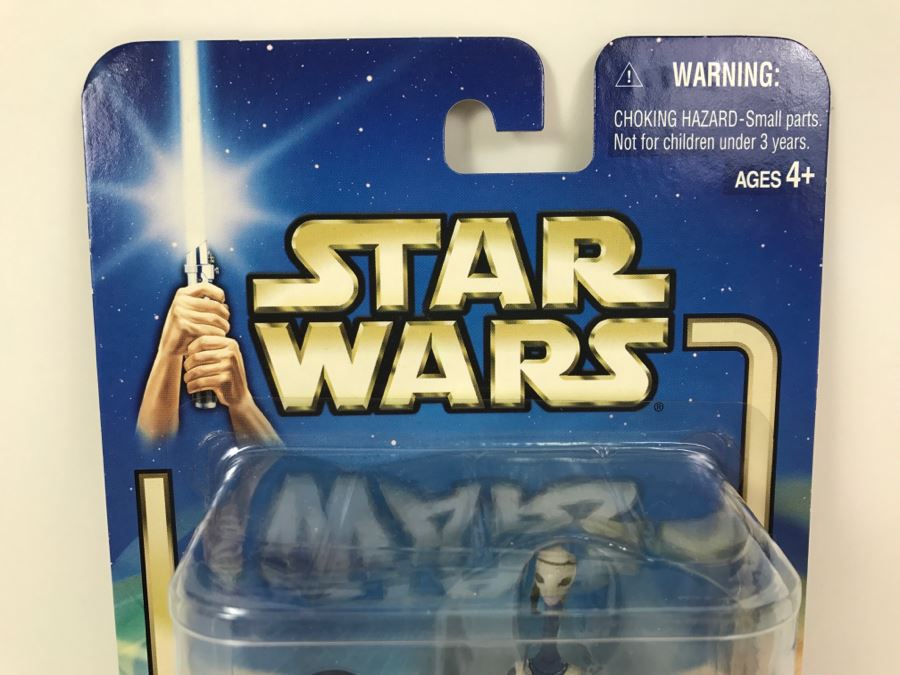 WARNING:
CHOKING HAZARD-Small parts.
Not for children under 3 years.
AGES 4+
STAR
WARS®